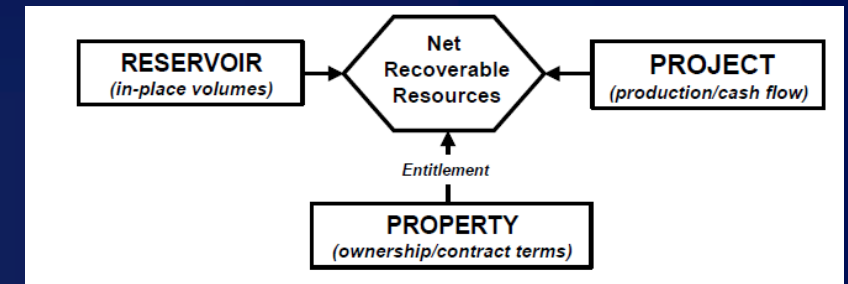 RESERVOIR
(in-place volumes)
Net
Recoverable
Resources
PROJECT
(production/cash flow)
Entitlement
PROPERTY
(ownership/contract terms)